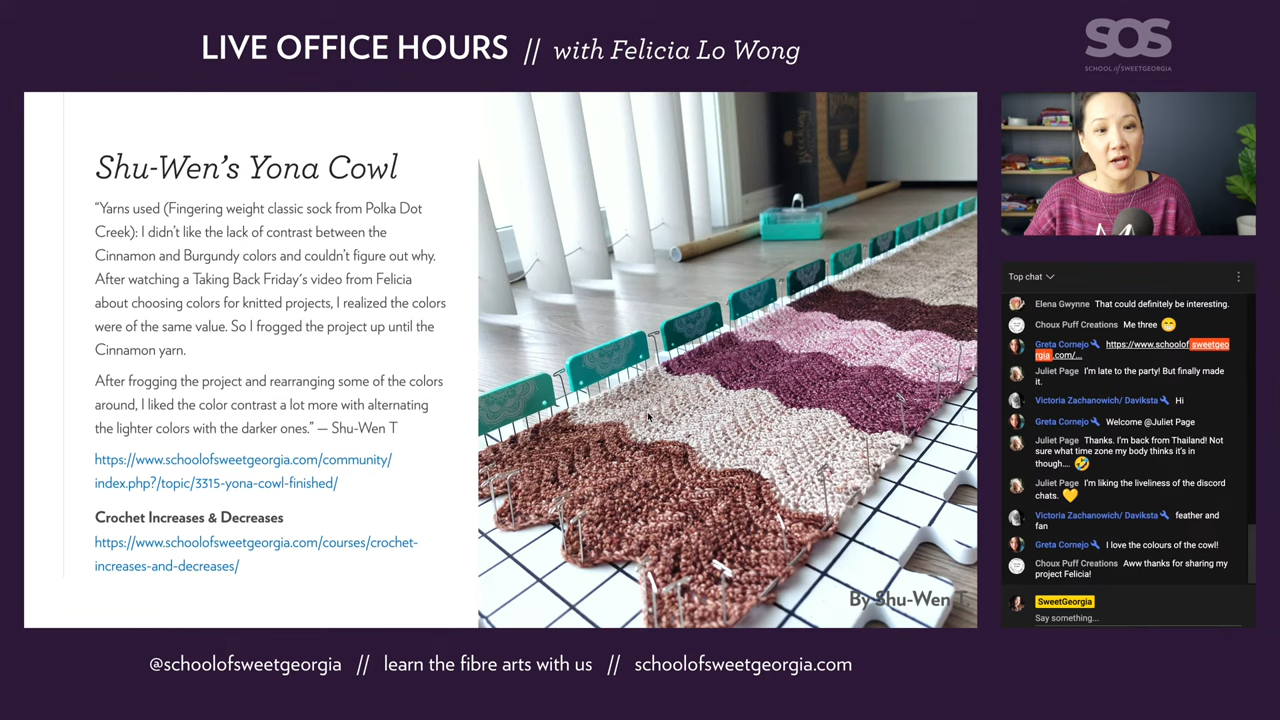 LIVE OFFICE HOURS // with Felicia Lo Wong
SOS
SCHOOL of SWEETGEORGIA
Shu-Wen's Yona Cowl
“Yarns used (Fingering weight classic sock from Polka Dot
Creek): I didn't like the lack of contrast between the
Cinnamon and Burgundy colors and couldn't figure out why.
After watching a Taking Back Friday's video from Felicia
about choosing colors for knitted projects, I realized the colors
were of the same value. So I frogged the project up until the
Cinnamon yarn.
After frogging the project and rearranging some of the colors
around, I liked the color contrast a lot more with alternating
the lighter colors with the darker ones.” — Shu-Wen T
https://www.schoolofsweetgeorgia.com/community/
index.php?/topic/3315-yona-cowl-finished/
Crochet Increases & Decreases
https://www.schoolofsweetgeorgia.com/courses/crochet-
increases-and-decreases/
By Shu-Wen T.
Top chat
Elena Gwynne That could definitely be interesting.
Choux Puff Creations Me three 😁
Greta Cornejo https://www.schoolofsweetgeo
rgia.com/...
Juliet Page I'm late to the party! But finally made
it.
Victoria Zachanowich/ Daviksta Hi
Greta Cornejo Welcome @Juliet Page
Juliet Page Thanks. I'm back from Thailand! Not
sure what time zone my body thinks it's in
though.... 🤣
Juliet Page I'm liking the liveliness of the discord
chats. 💛
Victoria Zachanowich/ Daviksta feather and
fan
Greta Cornejo I love the colours of the cowl!
Choux Puff Creations Aww thanks for sharing my
project Felicia!
SweetGeorgia
Say something...
@schoolofsweetgeorgia // learn the fibre arts with us // schoolofsweetgeorgia.com